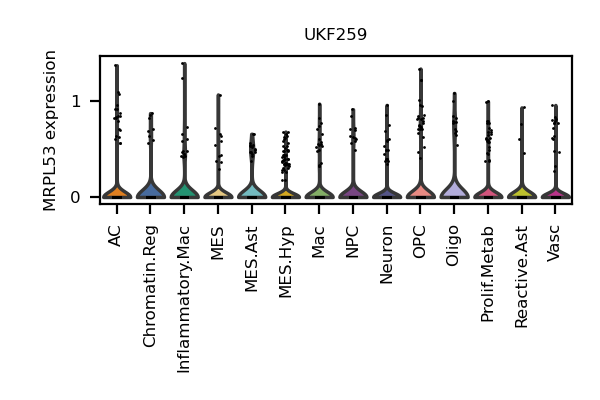 UKF259
MRPL53 expression
1
0
AC
Chromatin.Reg
Inflammatory.Mac
MES
MES.Ast
MES.Hyp
Mac
NPC
Neuron
OPC
Oligo
Prolif.Metab
Reactive.Ast
Vasc